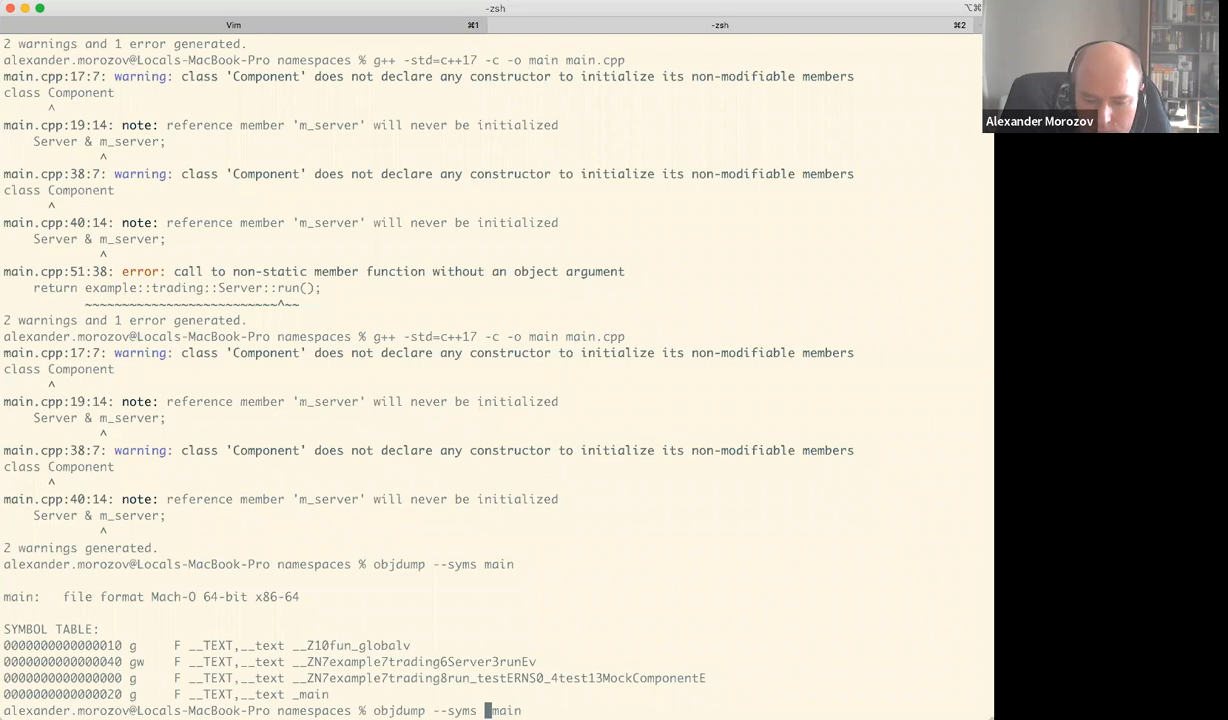 -zsh
⌥⌘
Vim ⌘1 -zsh ⌘2
2 warnings and 1 error generated.
alexander.morozov@Locals-MacBook-Pro namespaces % g++ -std=c++17 -c -o main main.cpp
main.cpp:17:7: warning: class 'Component' does not declare any constructor to initialize its non-modifiable members
class Component
^
main.cpp:19:14: note: reference member 'm_server' will never be initialized
Server & m_server;
^
main.cpp:38:7: warning: class 'Component' does not declare any constructor to initialize its non-modifiable members
class Component
^
main.cpp:40:14: note: reference member 'm_server' will never be initialized
Server & m_server;
^
main.cpp:51:38: error: call to non-static member function without an object argument
return example::trading::Server::run();
~~~~~~~~~~~~~~~~~~~~~~~~~~^~~
2 warnings and 1 error generated.
alexander.morozov@Locals-MacBook-Pro namespaces % g++ -std=c++17 -c -o main main.cpp
main.cpp:17:7: warning: class 'Component' does not declare any constructor to initialize its non-modifiable members
class Component
^
main.cpp:19:14: note: reference member 'm_server' will never be initialized
Server & m_server;
^
main.cpp:38:7: warning: class 'Component' does not declare any constructor to initialize its non-modifiable members
class Component
^
main.cpp:40:14: note: reference member 'm_server' will never be initialized
Server & m_server;
^
2 warnings generated.
alexander.morozov@Locals-MacBook-Pro namespaces % objdump --syms main
main: file format Mach-O 64-bit x86-64
SYMBOL TABLE:
0000000000000010 g F __TEXT,__text __Z10fun_globalv
0000000000000040 gw F __TEXT,__text __ZN7example7trading6Server3runEv
0000000000000000 g F __TEXT,__text __ZN7example7trading8run_testERNS0_4test13MockComponentE
0000000000000020 g F __TEXT,__text _main
alexander.morozov@Locals-MacBook-Pro namespaces % objdump --syms main
Alexander Morozov